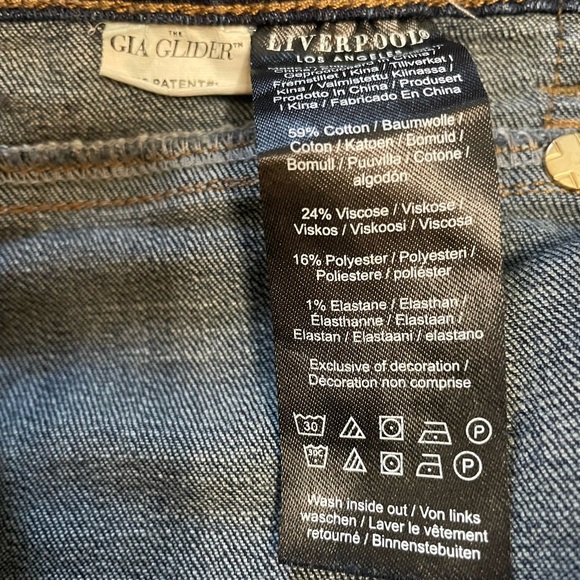 THE
GIA GLIDER™
PATENTS
LIVERPOOL®
LOS ANGELES
Geproduceerd / Tillverkat
Fremstillet I Kina / Produsert
I Kina / Valmistettu Kiinassa
Prodotto In China / Produsert
I Kina / Fabricado En China
59% Cotton / Baumwolle /
Coton / Katoen / Bomuld /
Bomull / Puuvilla / Cotone /
algodón
24% Viscose / Viskose /
Viskos / Viskoosi / Viscosa
16% Polyester / Polyesteri /
Poliestere / poliéster
1% Elastane / Elasthan /
Élasthanne / Elastaan /
Elastan / Elastaani / elastano
Exclusive of decoration /
Décoration non comprise
30 P
30C P
Wash inside out / Von links
waschen / Laver le vêtement
retourné / Binnenstebuiten